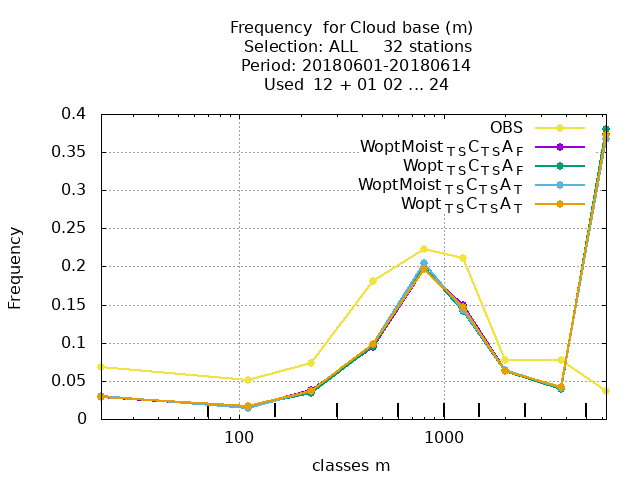 Frequency  for Cloud base (m)
Selection: ALL     32 stations
Period: 20180601-20180614
Used  12 + 01 02 ... 24
OBS
WoptMoist_TS C_TS A_F
Wopt_TS C_TS A_F
WoptMoist_TS C_TS A_T
Wopt_TS C_TS A_T
0.4
0.35
0.3
0.25
0.2
0.15
0.1
0.05
0
Frequency
100
1000
classes m